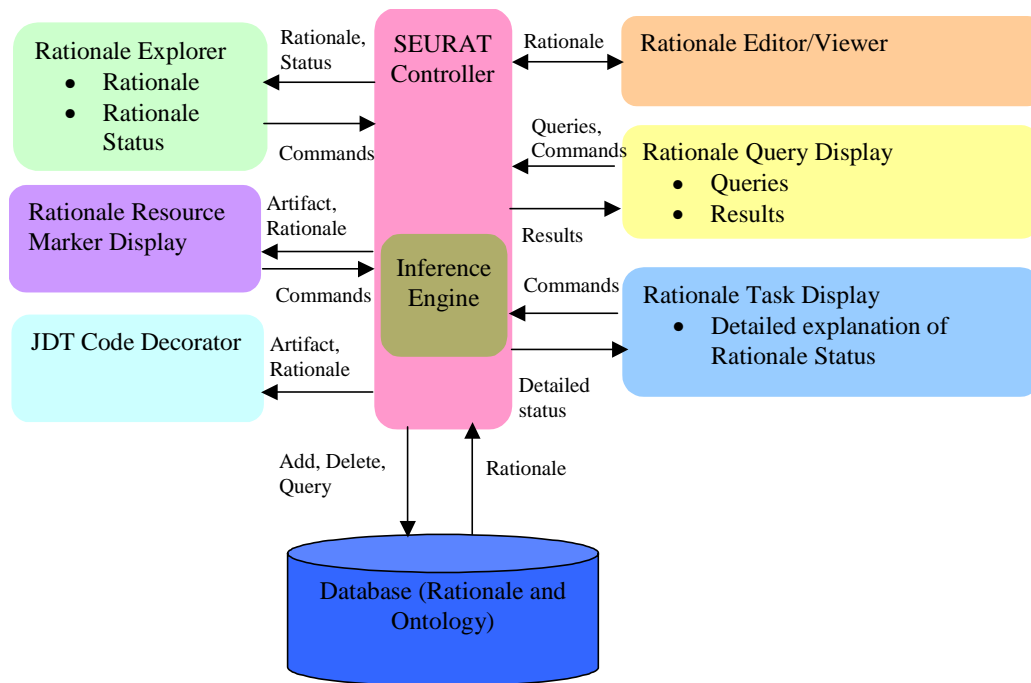 Rationale Explorer
• Rationale
• Rationale
Status
Rationale,
Status
Commands
SEURAT
Controller
Rationale
Rationale Editor/Viewer
Queries,
Commands
Results
Rationale Query Display
• Queries
• Results
Rationale Resource
Marker Display
Artifact,
Rationale
Commands
Inference
Engine
Commands
Detailed
status
Rationale Task Display
• Detailed explanation of
Rationale Status
JDT Code Decorator
Artifact,
Rationale
Add, Delete,
Query
Rationale
Database (Rationale and
Ontology)